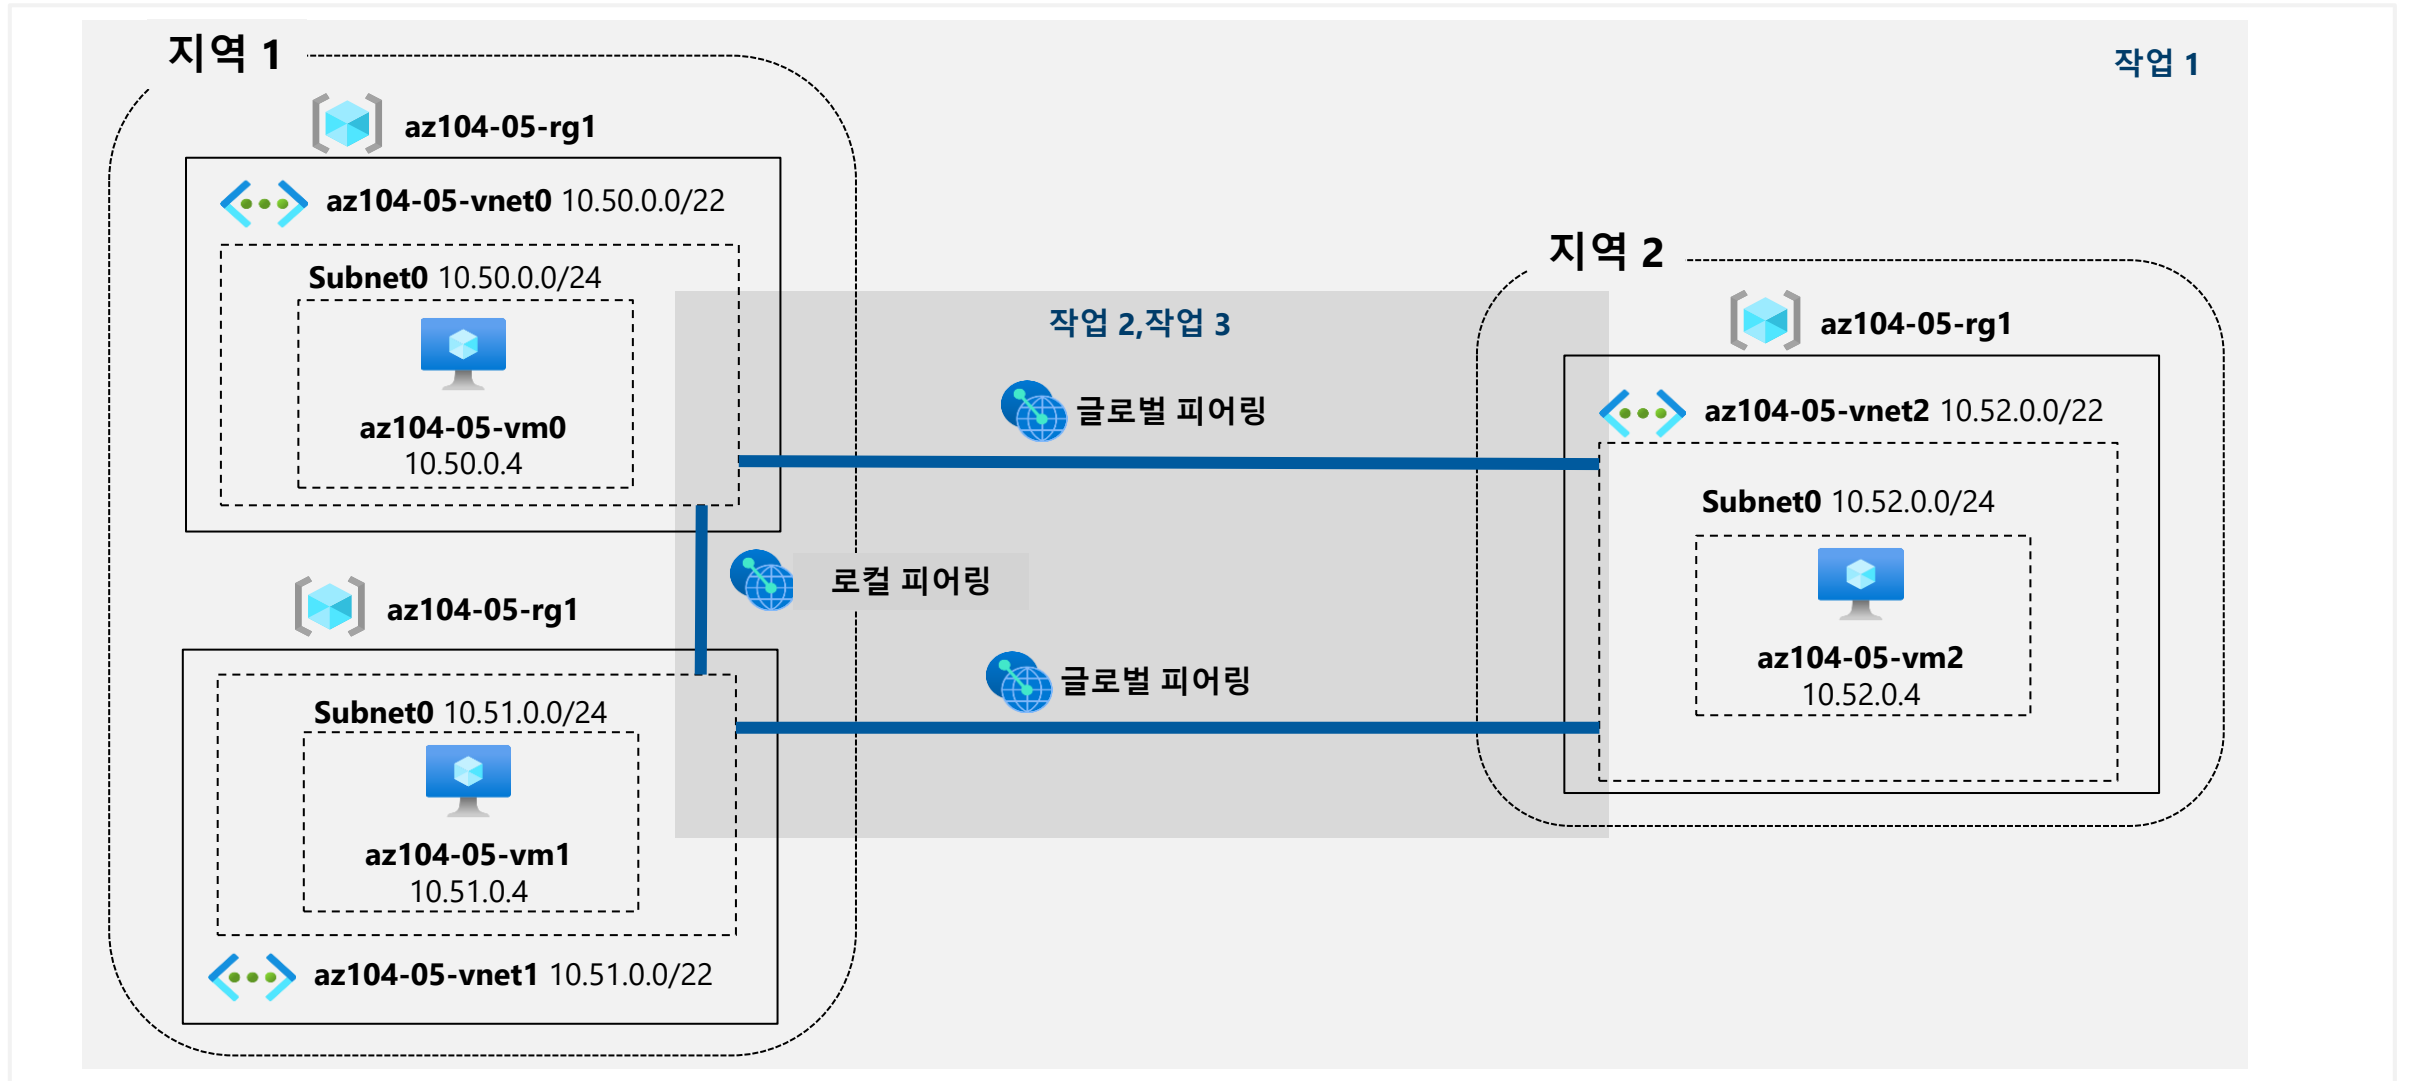 지역 1
작업 1
az104-05-rg1
az104-05-vnet0 10.50.0.0/22
Subnet0 10.50.0.0/24
az104-05-vm0
10.50.0.4
작업 2,작업 3
글로벌 피어링
로컬 피어링
글로벌 피어링
az104-05-rg1
Subnet0 10.51.0.0/24
az104-05-vm1
10.51.0.4
az104-05-vnet1 10.51.0.0/22
지역 2
az104-05-rg1
az104-05-vnet2 10.52.0.0/22
Subnet0 10.52.0.0/24
az104-05-vm2
10.52.0.4